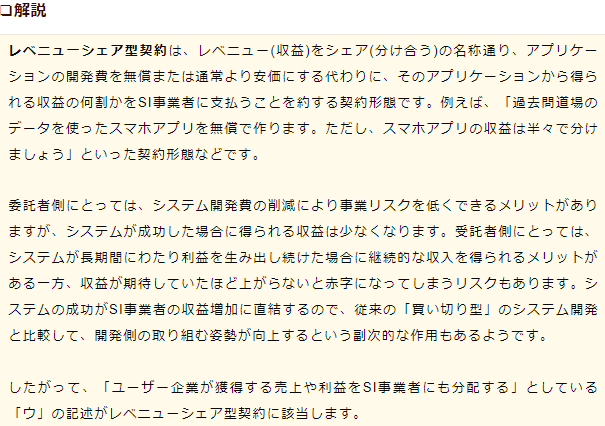 ❏解説
レベニューシェア型契約は、レベニュー(収益)をシェア(分け合う)の名称通り、アプリケー
ションの開発費を無償または通常より安価にする代わりに、そのアプリケーションから得ら
れる収益の何割かをSI事業者に支払うことを約する契約形態です。例えば、「過去問道場の
データを使ったスマホアプリを無償で作ります。ただし、スマホアプリの収益は半々で分け
ましょう」といった契約形態などです。
委託者側にとっては、システム開発費の削減により事業リスクを低くできるメリットがあり
ますが、システムが成功した場合に得られる収益は少なくなります。受託者側にとっては、
システムが長期間にわたり利益を生み出し続けた場合に継続的な収入を得られるメリットが
ある一方、収益が期待していたほど上がらないと赤字になってしまうリスクもあります。シ
ステムの成功がSI事業者の収益増加に直結するので、従来の「買い切り型」のシステム開発
と比較して、開発側の取り組む姿勢が向上するという副次的な作用もあるようです。
したがって、「ユーザー企業が獲得する売上や利益をSI事業者にも分配する」としている
「ウ」の記述がレベニューシェア型契約に該当します。